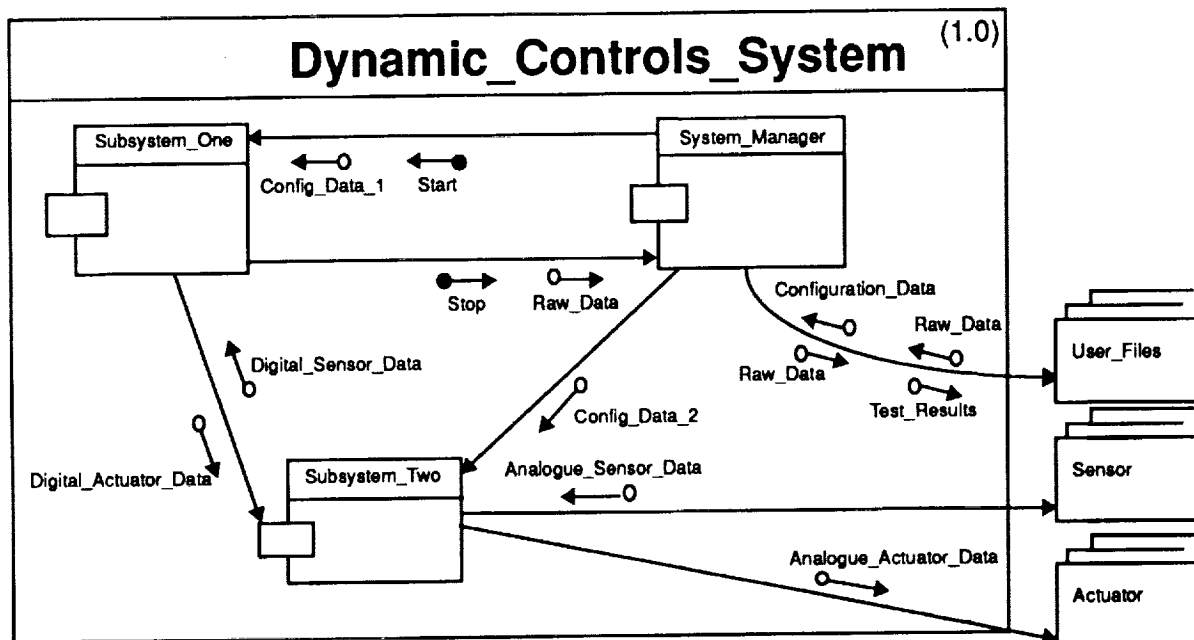 (1.0)
Dynamic_Controls_System
Subsystem_One
System_Manager
Config_Data_1
Start
Stop
Raw_Data
Configuration_Data
Raw_Data
User_Files
Raw_Data
Test_Results
Digital_Sensor_Data
Config_Data_2
Digital_Actuator_Data
Subsystem_Two
Analogue_Sensor_Data
Sensor
Analogue_Actuator_Data
Actuator